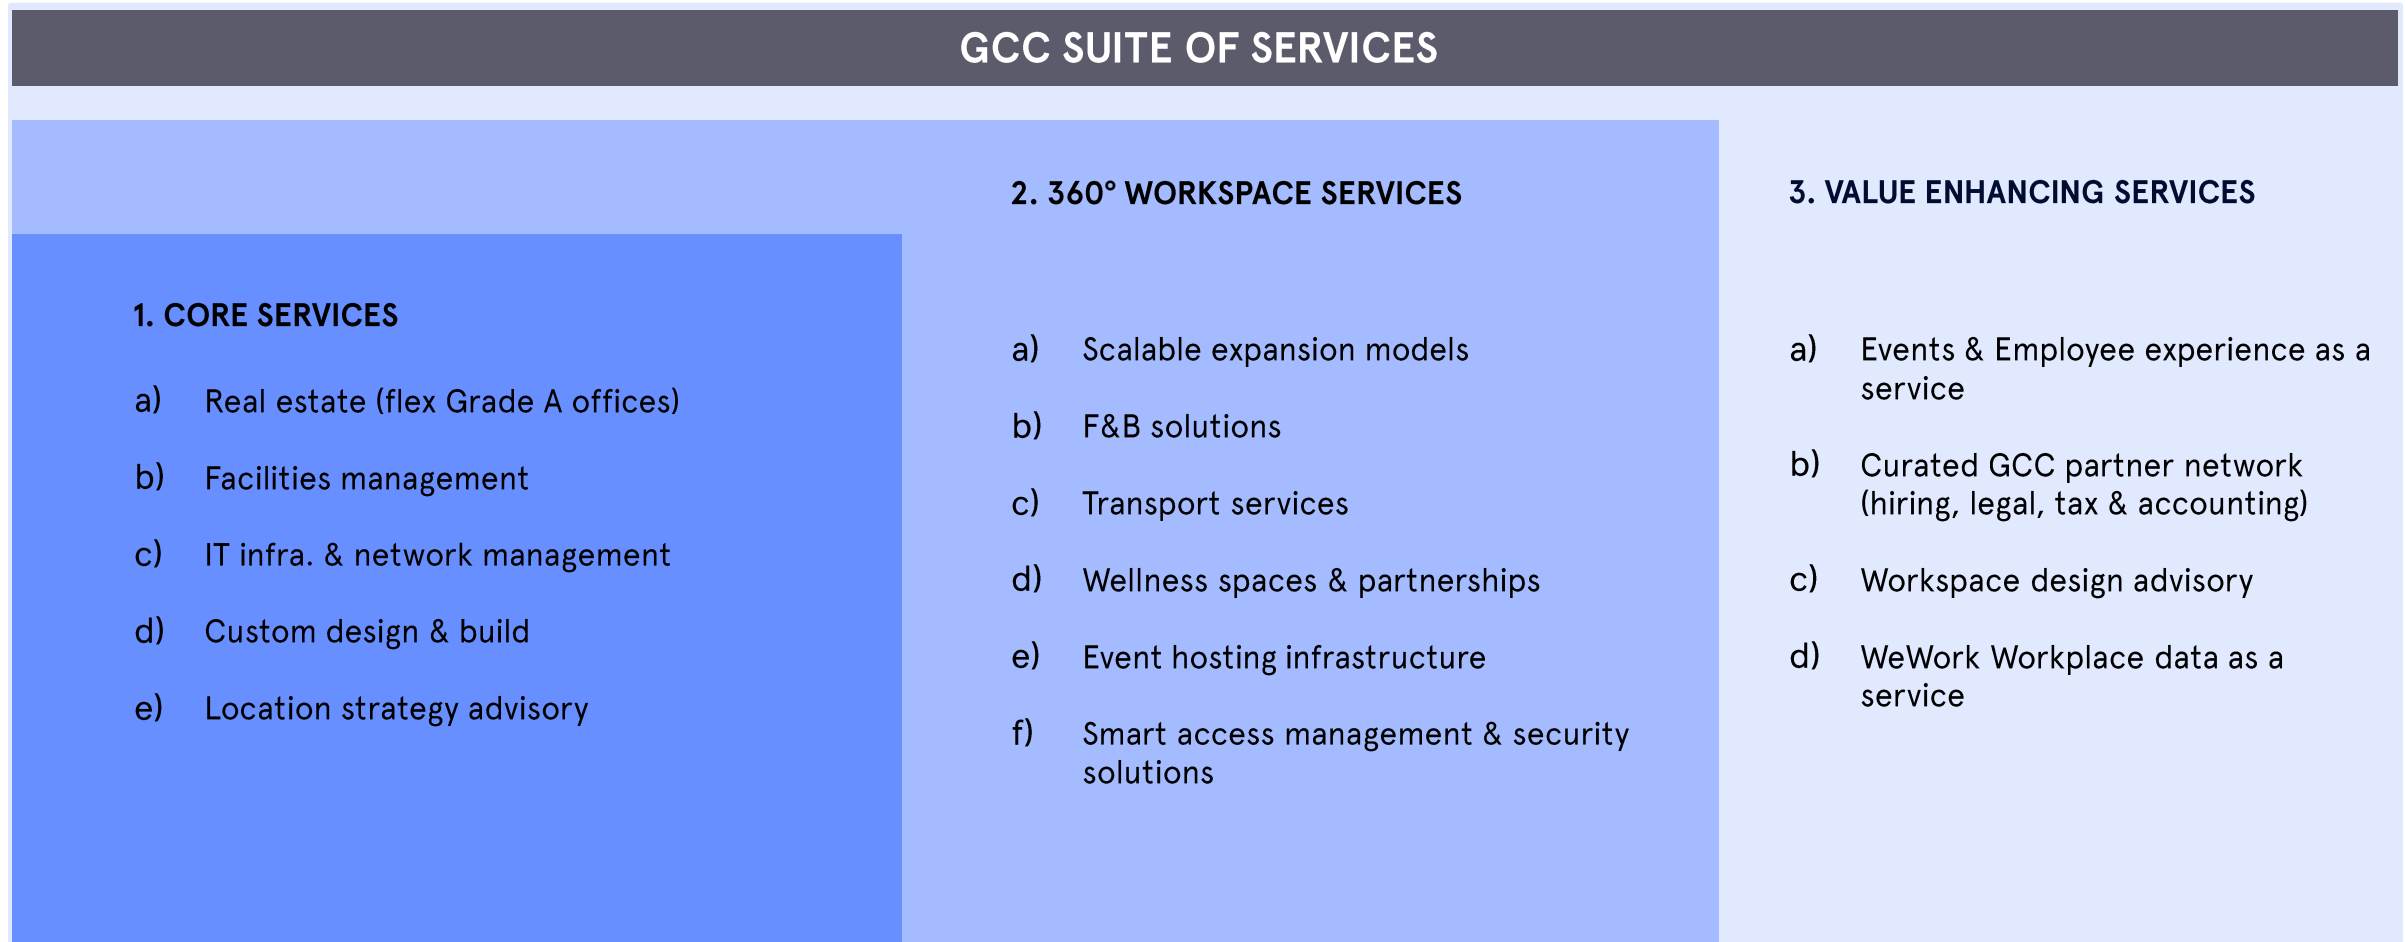 GCC SUITE OF SERVICES
1. CORE SERVICES
a) Real estate (flex Grade A offices)
b) Facilities management
c) IT infra. & network management
d) Custom design & build
e) Location strategy advisory
2. 360° WORKSPACE SERVICES
a) Scalable expansion models
b) F&B solutions
c) Transport services
d) Wellness spaces & partnerships
e) Event hosting infrastructure
f) Smart access management & security
solutions
3. VALUE ENHANCING SERVICES
a) Events & Employee experience as a
service
b) Curated GCC partner network
(hiring, legal, tax & accounting)
c) Workspace design advisory
d) WeWork Workplace data as a
service